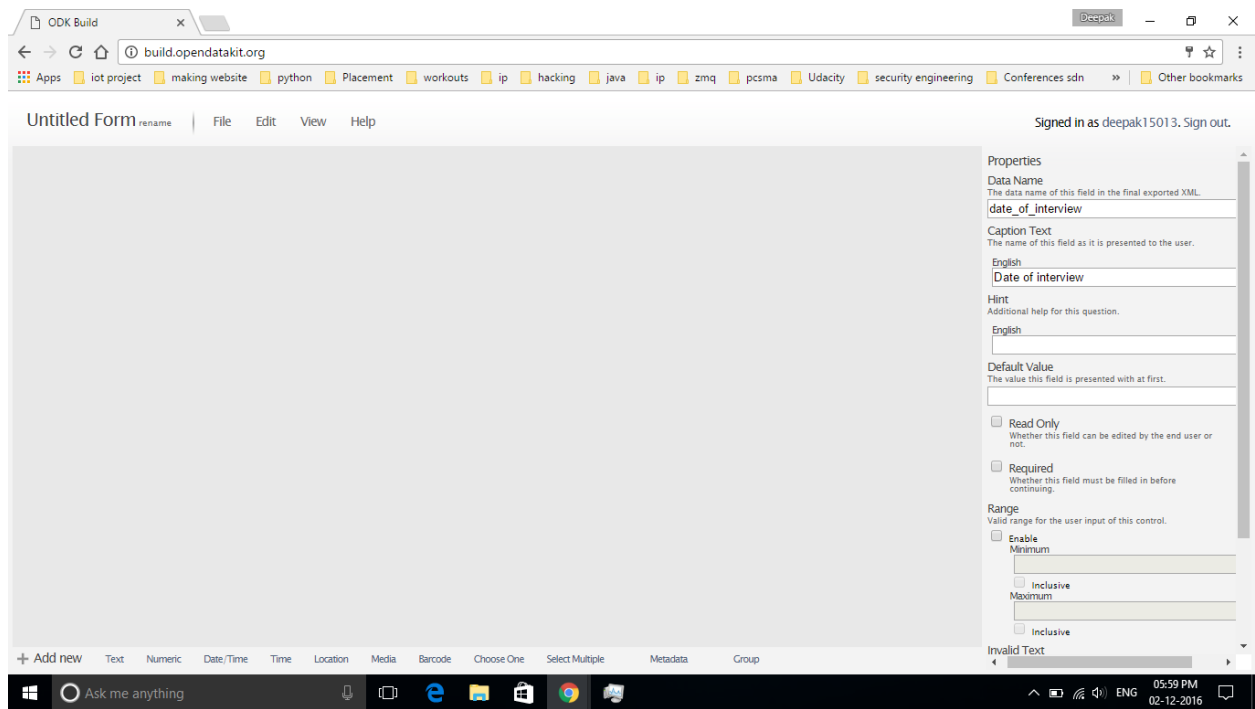 ODK Build
Deepak
build.opendatakit.org
Apps iot project making website python Placement workouts ip hacking java ip zmq pcsma Udacity security engineering Conferences sdn » Other bookmarks
Untitled Form rename File Edit View Help Signed in as deepak15013. Sign out.
Properties
Data Name
The data name of this field in the final exported XML.
date_of_interview
Caption Text
The name of this field as it is presented to the user.
English
Date of interview
Hint
Additional help for this question.
English
Default Value
The value this field is presented with at first.
Read Only
Whether this field can be edited by the end user or
not.
Required
Whether this field must be filled in before
continuing.
Range
Valid range for the user input of this control.
Enable
Minimum
Inclusive
Maximum
Inclusive
Invalid Text
+ Add new Text Numeric Date/Time Time Location Media Barcode Choose One Select Multiple Metadata Group
Ask me anything
ENG
05:59 PM
02-12-2016